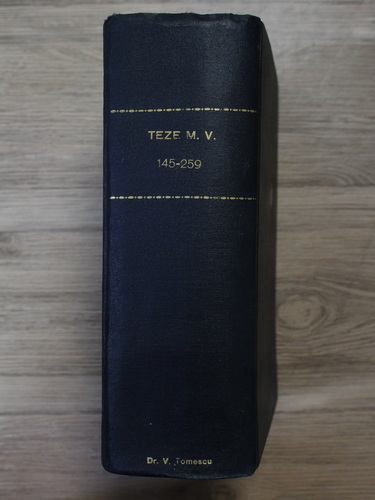 TEZE M. V.
145-259
Dr. V. Tomescu